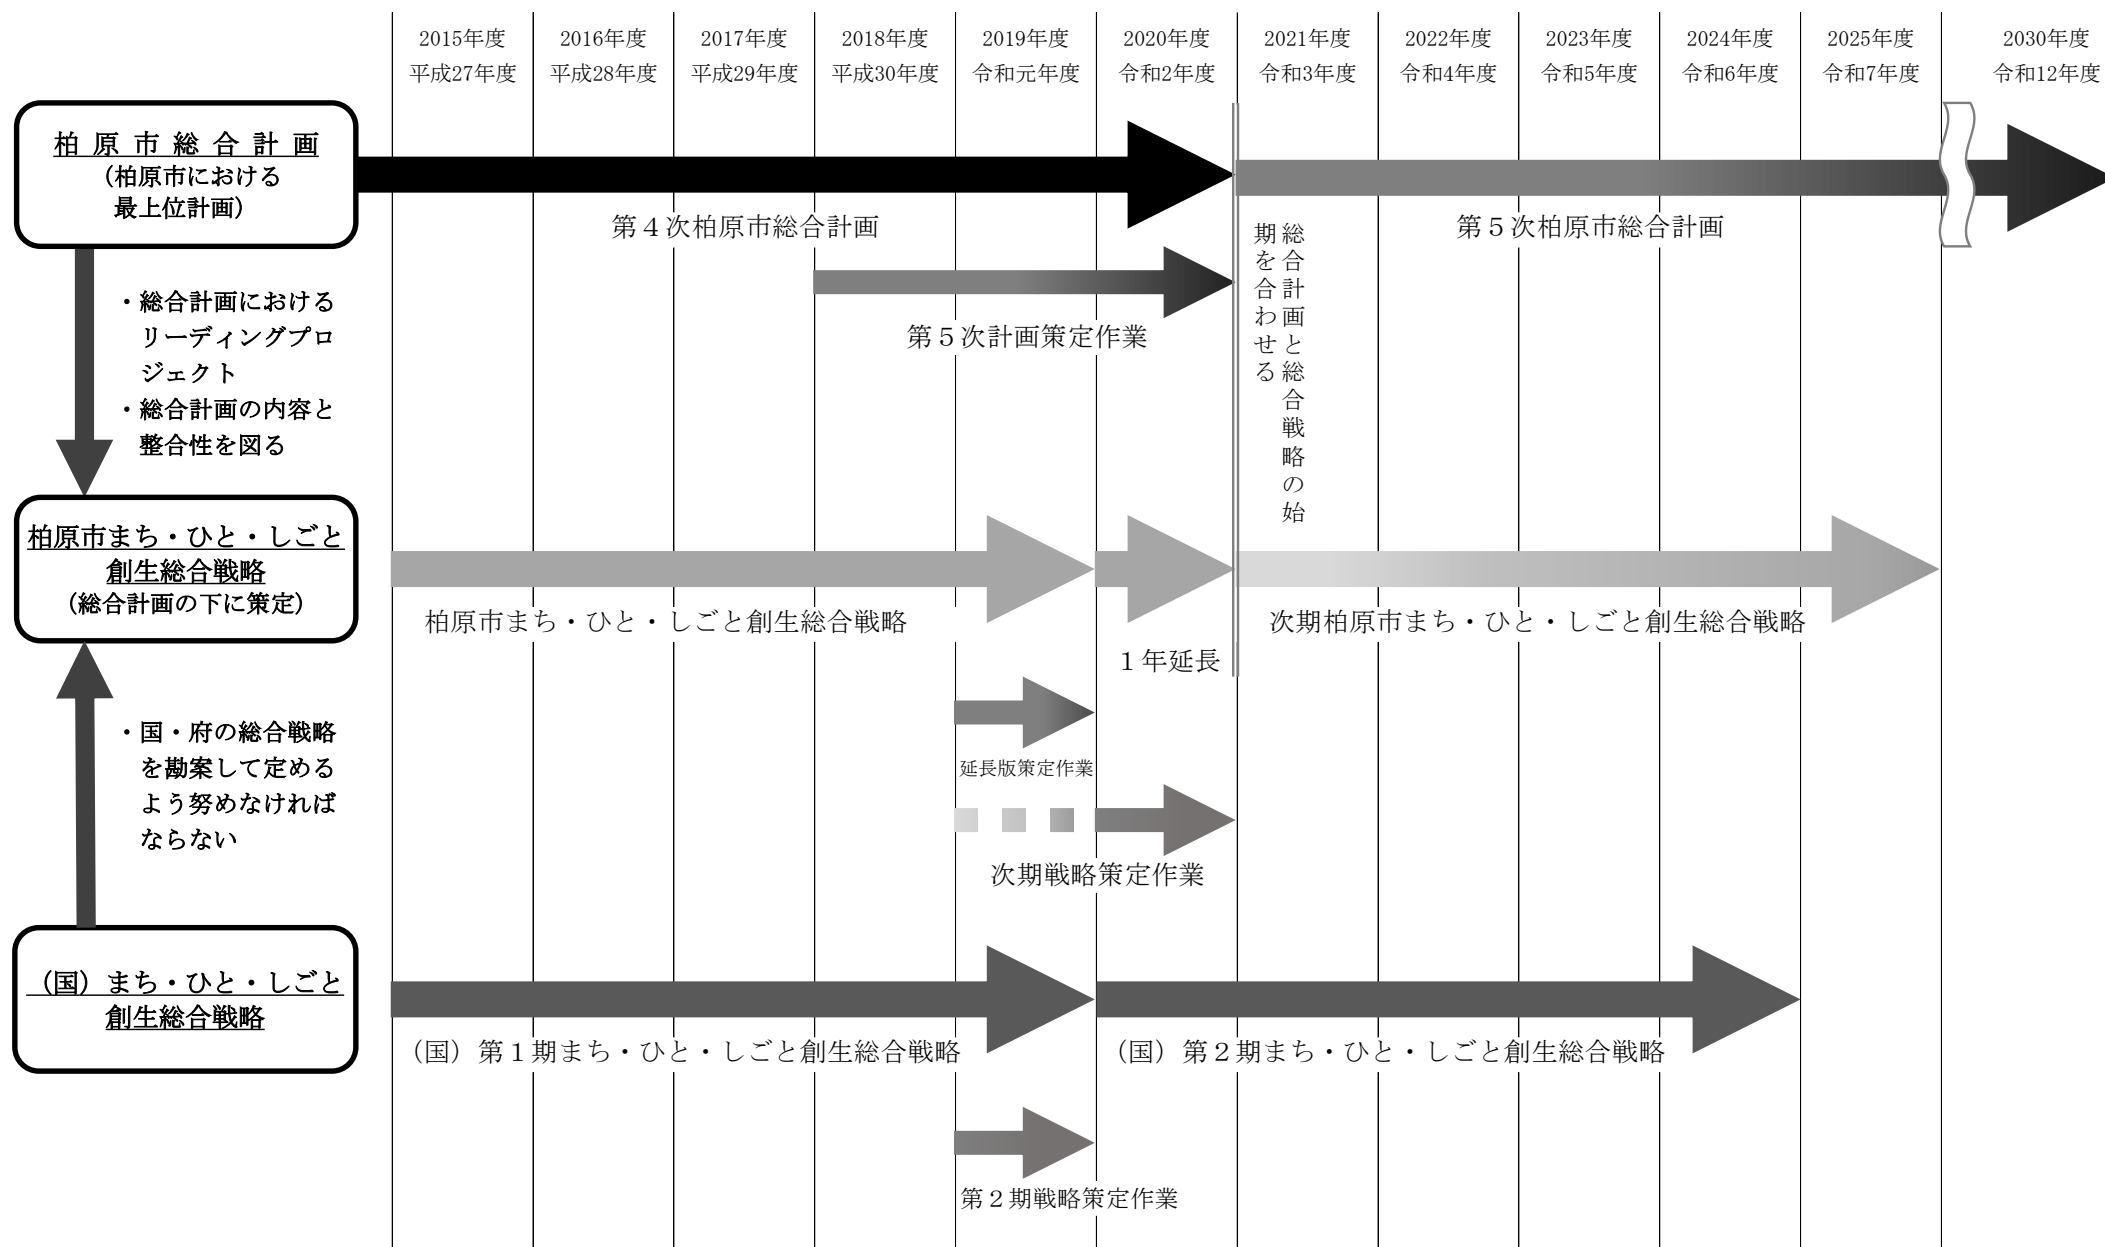 2015年度 2016年度 2017年度 2018年度 2019年度 2020年度 2021年度 2022年度 2023年度 2024年度 2025年度 2030年度
平成27年度 平成28年度 平成29年度 平成30年度 令和元年度 令和2年度 令和3年度 令和4年度 令和5年度 令和6年度 令和7年度 令和12年度
柏原市総合計画
（柏原市における
最上位計画）
第４次柏原市総合計画
第５次柏原市総合計画
第５次計画策定作業
総合計画と総合戦略の始
期を合わせる
・総合計画における
リーディングプロ
ジェクト
・総合計画の内容と
整合性を図る
柏原市まち・ひと・しごと
創生総合戦略
（総合計画の下に策定）
柏原市まち・ひと・しごと創生総合戦略
１年延長
次期柏原市まち・ひと・しごと創生総合戦略
延長版策定作業
次期戦略策定作業
・国・府の総合戦略
を勘案して定める
よう努めなければ
ならない
（国）まち・ひと・しごと
創生総合戦略
（国）第１期まち・ひと・しごと創生総合戦略
（国）第２期まち・ひと・しごと創生総合戦略
第２期戦略策定作業